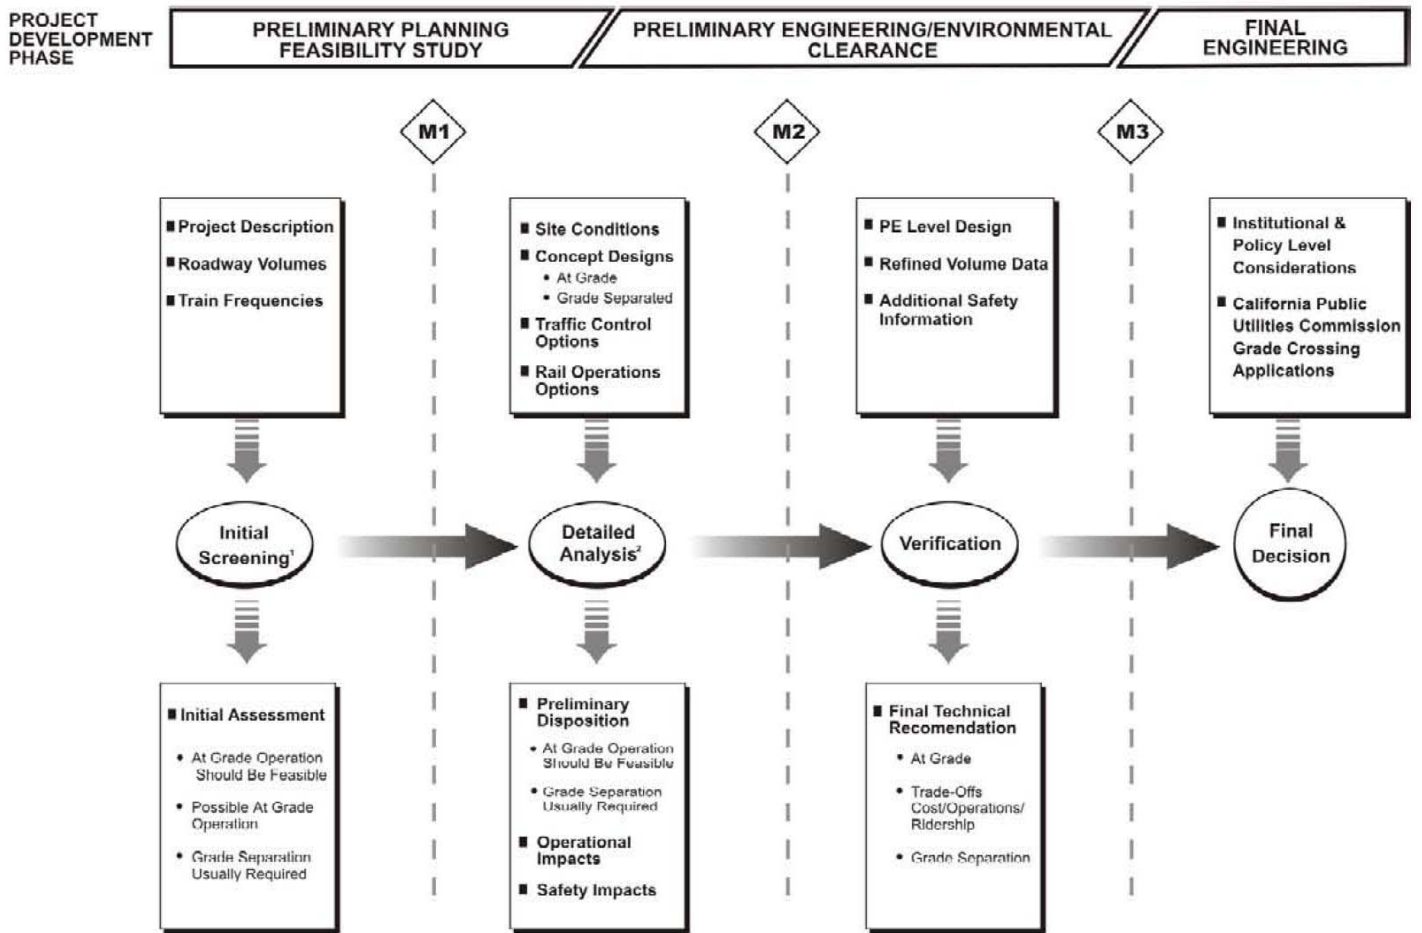 PROJECT
DEVELOPMENT
PHASE
PRELIMINARY PLANNING
FEASIBILITY STUDY
PRELIMINARY ENGINEERING/ENVIRONMENTAL
CLEARANCE
FINAL
ENGINEERING
M1
M2
M3
Project Description
Roadway Volumes
Train Frequencies
Site Conditions
Concept Designs
• At Grade
• Grade Separated
Traffic Control
Options
Rail Operations
Options
PE Level Design
Refined Volume Data
Additional Safety
Information
Institutional &
Policy Level
Considerations
California Public
Utilities Commission
Grade Crossing
Applications
Initial
Screening¹
Detailed
Analysis²
Verification
Final
Decision
Initial Assessment
• At Grade Operation
Should Be Feasible
• Possible At Grade
Operation
• Grade Separation
Usually Required
Preliminary
Disposition
• At Grade Operation
Should Be Feasible
• Grade Separation
Usually Required
Operational
Impacts
Safety Impacts
Final Technical
Recomendation
• At Grade
• Trade-Offs
Cost/Operations/
Ridership
• Grade Separation